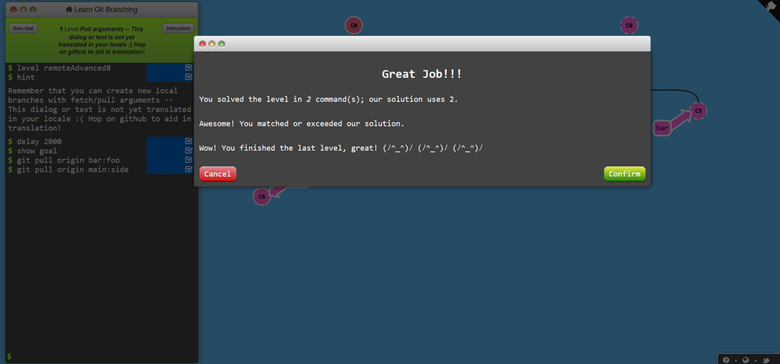 Learn Git Branching
Show Goal
Level Pull arguments -- This
dialog or text is not yet
translated in your locale :( Hop
on github to aid in translation!
Instructions
$ level remoteAdvanced8
$ hint
Remember that you can create new local
branches with fetch/pull arguments --
This dialog or text is not yet translated
in your locale :( Hop on github to aid in
translation!
$ delay 2000
$ show goal
$ git pull origin bar:foo
$ git pull origin main:side
$
C0
C0
Great Job!!!
You solved the level in 2 command(s); our solution uses 2.
Awesome! You matched or exceeded our solution.
Wow! You finished the last level, great! (/^_^)/ (/^_^)/ (/^_^)/
Cancel
Confirm
C3
bar